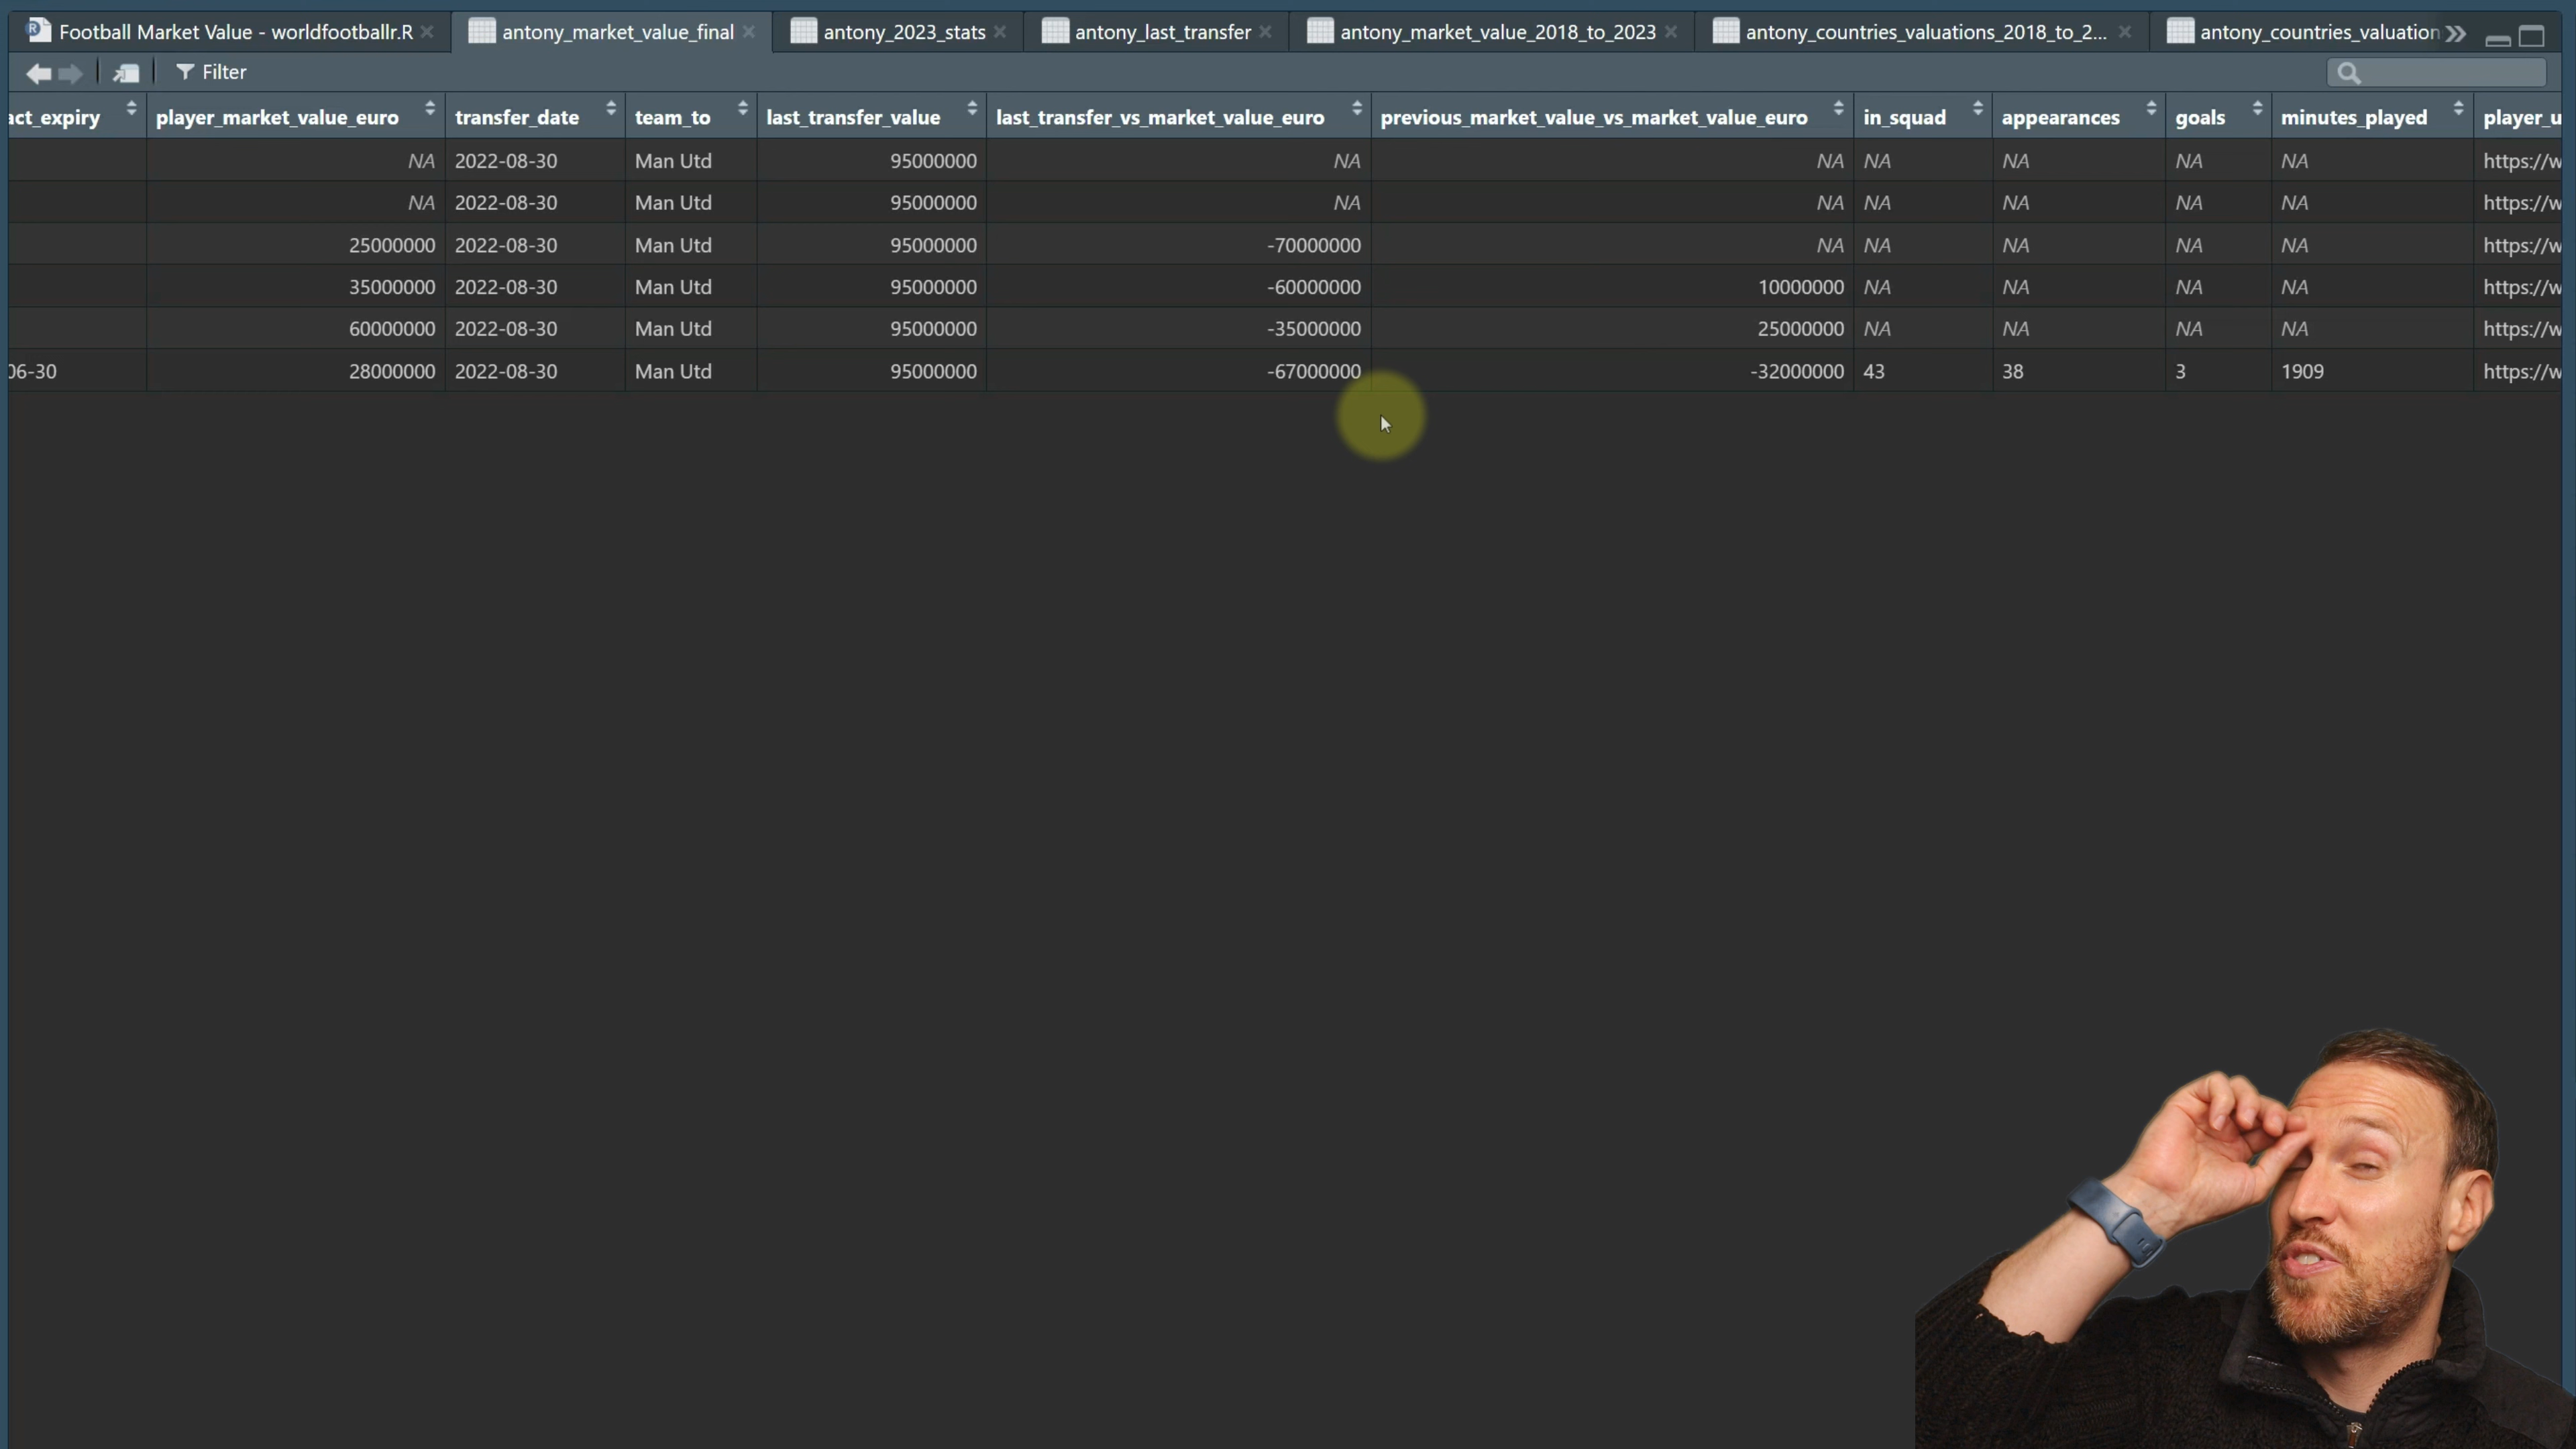 Football Market Value - worldfootballr.R antony_market_value_final antony_2023_stats antony_last_transfer antony_market_value_2018_to_2023 antony_countries_valuations_2018_to_2... antony_countries_valuation
Filter
act_expiry player_market_value_euro transfer_date team_to last_transfer_value last_transfer_vs_market_value_euro previous_market_value_vs_market_value_euro in_squad appearances goals minutes_played player_u
NA 2022-08-30 Man Utd 95000000 NA NA NA NA NA NA https://w
NA 2022-08-30 Man Utd 95000000 NA NA NA NA NA NA https://w
25000000 2022-08-30 Man Utd 95000000 -70000000 NA NA NA NA NA https://w
35000000 2022-08-30 Man Utd 95000000 -60000000 10000000 NA NA NA NA https://w
60000000 2022-08-30 Man Utd 95000000 -35000000 25000000 NA NA NA NA https://w
06-30 28000000 2022-08-30 Man Utd 95000000 -67000000 -32000000 43 38 3 1909 https://w